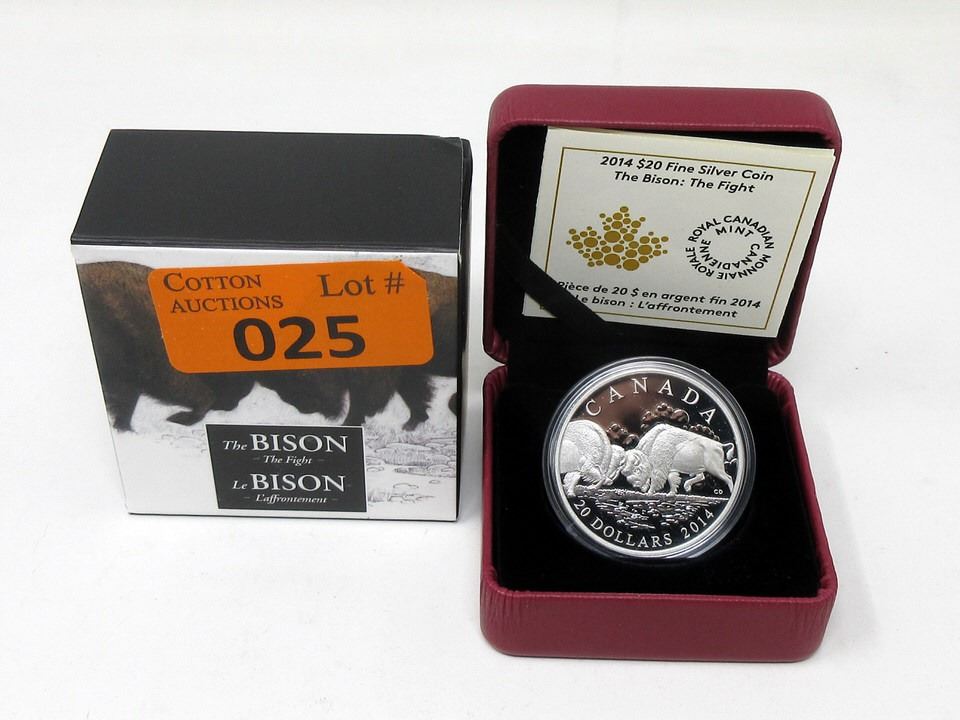 COTTON
AUCTIONS
Lot #
025
The BISON
The Fight
Le BISON
L'affrontement
2014 $20 Fine Silver Coin
The Bison: The Fight
ROYAL CANADIAN MINT
MONNAIE ROYALE CANADIENNE
Pièce de 20 $ en argent fin 2014
Le bison : L'affrontement
CANADA
CD
20 DOLLARS 2014